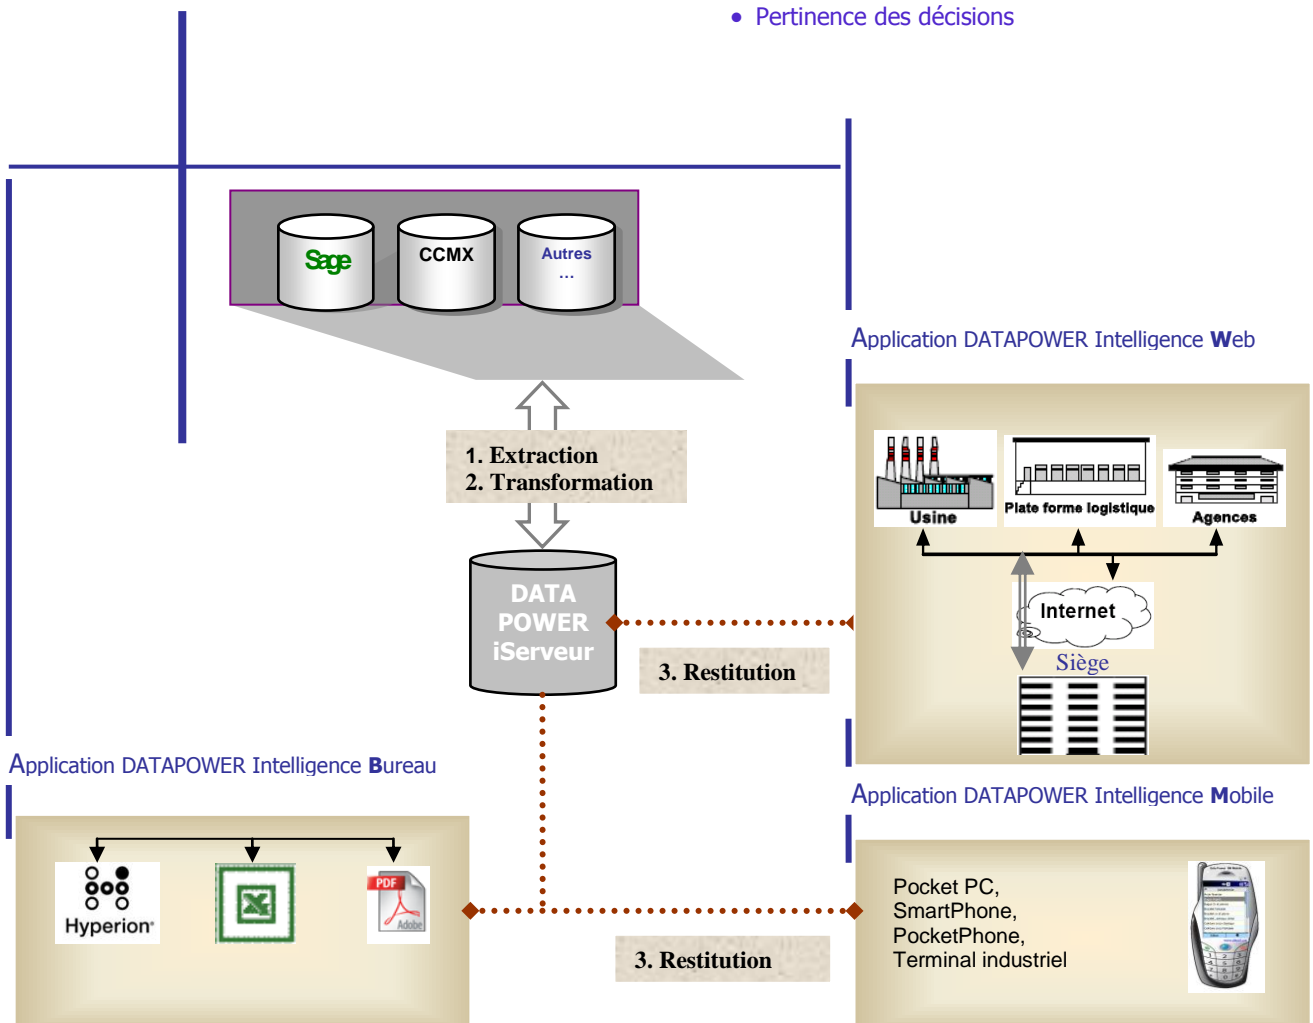 • Pertinence des décisions
Sage
CCMX
Autres
...
Application DATAPOWER Intelligence Web
1. Extraction
2. Transformation
Usine
Plate forme logistique
Agences
DATA
POWER
iServeur
Internet
Siège
3. Restitution
Application DATAPOWER Intelligence Bureau
Application DATAPOWER Intelligence Mobile
Hyperion®
PDF
Adobe
Pocket PC,
SmartPhone,
PocketPhone,
Terminal industriel
3. Restitution